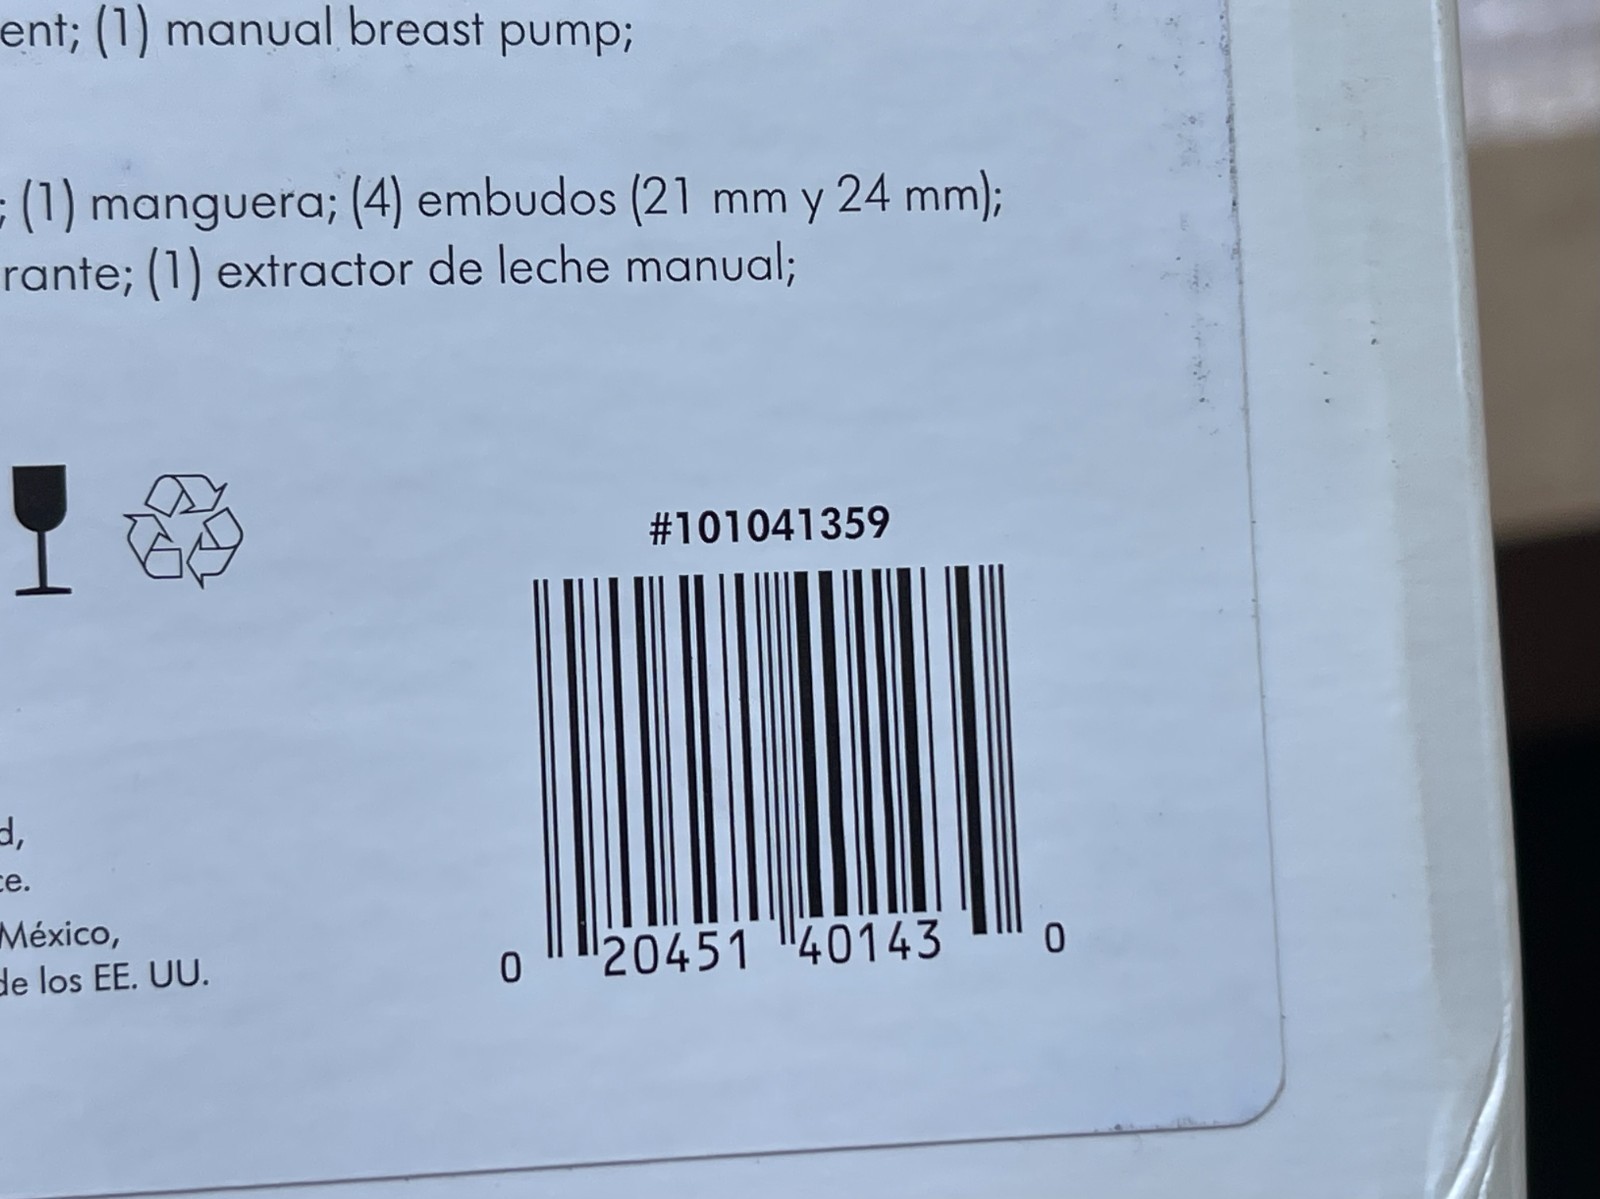 ent; (1) manual breast pump;
; (1) manguera; (4) embudos (21 mm y 24 mm);
rante; (1) extractor de leche manual;
#101041359
d,
ce.
México,
de los EE. UU.
0 20451 40143 0